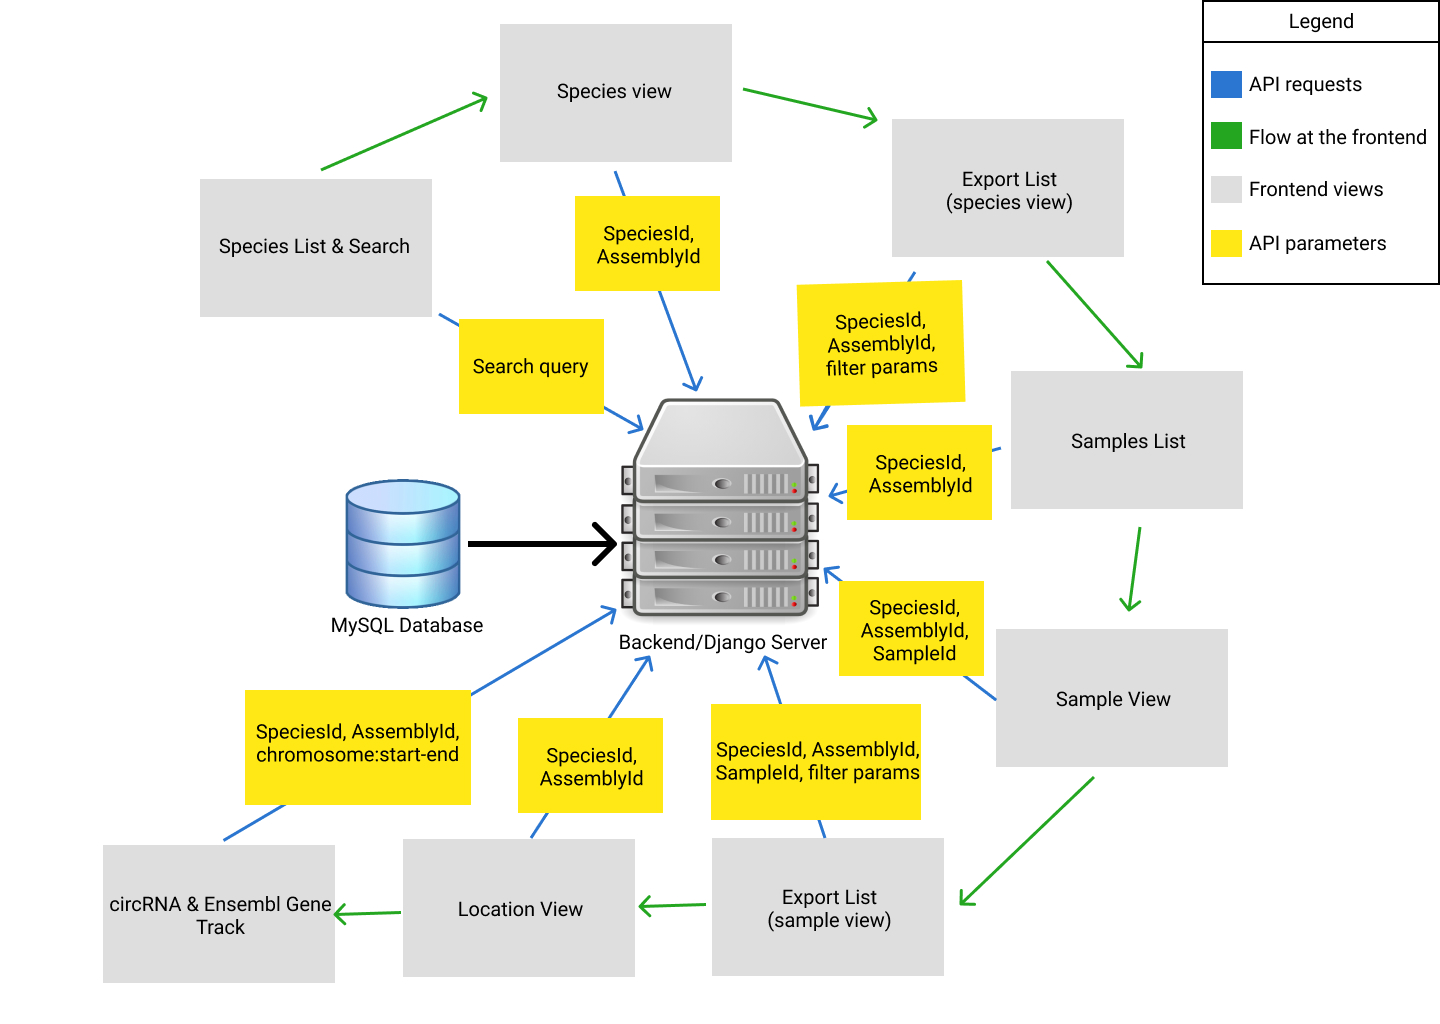 Legend
API requests
Flow at the frontend
Frontend views
API parameters
Species view
Export List
(species view)
Species List & Search
SpeciesId,
AssemblyId
SpeciesId,
AssemblyId,
filter params
Search query
Samples List
SpeciesId,
AssemblyId
MySQL Database
Backend/Django Server
SpeciesId,
AssemblyId,
SampleId
Sample View
SpeciesId, AssemblyId,
chromosome:start-end
SpeciesId,
AssemblyId
SpeciesId, AssemblyId,
SampleId, filter params
circRNA & Ensembl Gene
Track
Location View
Export List
(sample view)